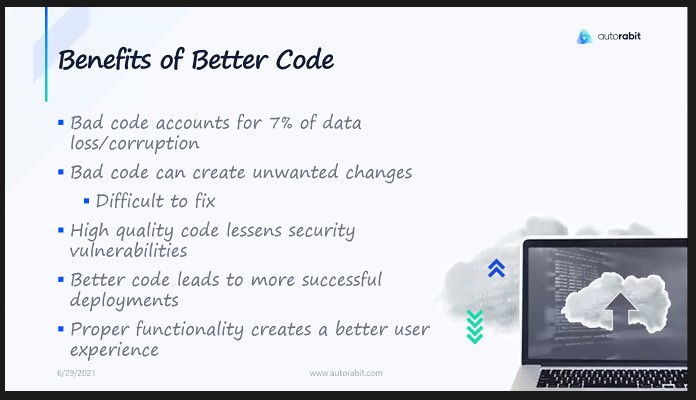 autorabit
Benefits of Better Code
Bad code accounts for 7% of data
loss/corruption
Bad code can create unwanted changes
Difficult to fix
High quality code lessens security
vulnerabilities
Better code leads to more successful
deployments
Proper functionality creates a better user
experience
6/29/2021
www.autorabit.com